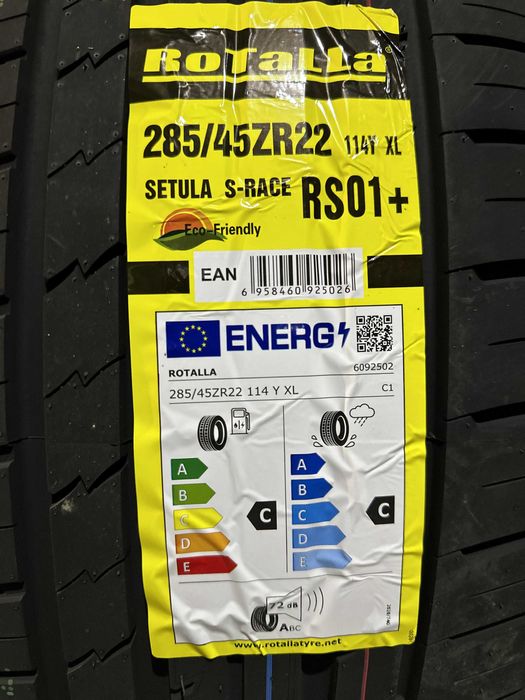 RoTalla
285/45ZR22 114Y XL
SETULA S-RACE RS01+
Eco-Friendly
EAN
6 958460 925026
ENERG
ROTALLA 6092502
285/45ZR22 114 Y XL C1
A A
B B
C C C C
D D
E E
72 dB
ABC
www.rotallatyre.net